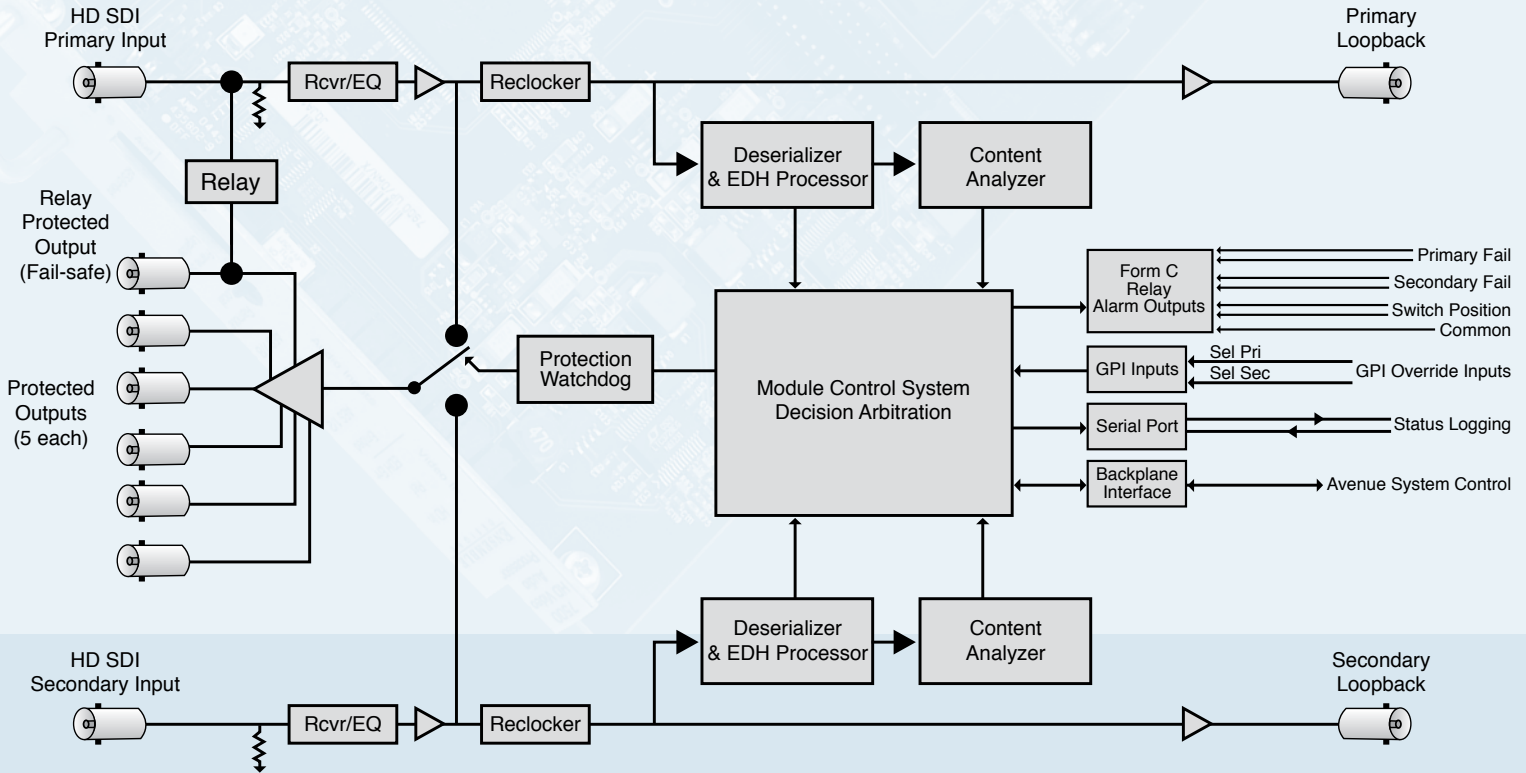 HD SDI
Primary Input
Primary
Loopback
Rcvr/EQ
Reclocker
Deserializer
& EDH Processor
Content
Analyzer
Relay
Relay
Protected
Output
(Fail-safe)
Form C
Relay
Alarm Outputs
Primary Fail
Secondary Fail
Switch Position
Common
Protection
Watchdog
Module Control System
Decision Arbitration
GPI Inputs
Sel Pri
Sel Sec
GPI Override Inputs
Protected
Outputs
(5 each)
Serial Port
Status Logging
Backplane
Interface
Avenue System Control
Deserializer
& EDH Processor
Content
Analyzer
HD SDI
Secondary Input
Secondary
Loopback
Rcvr/EQ
Reclocker